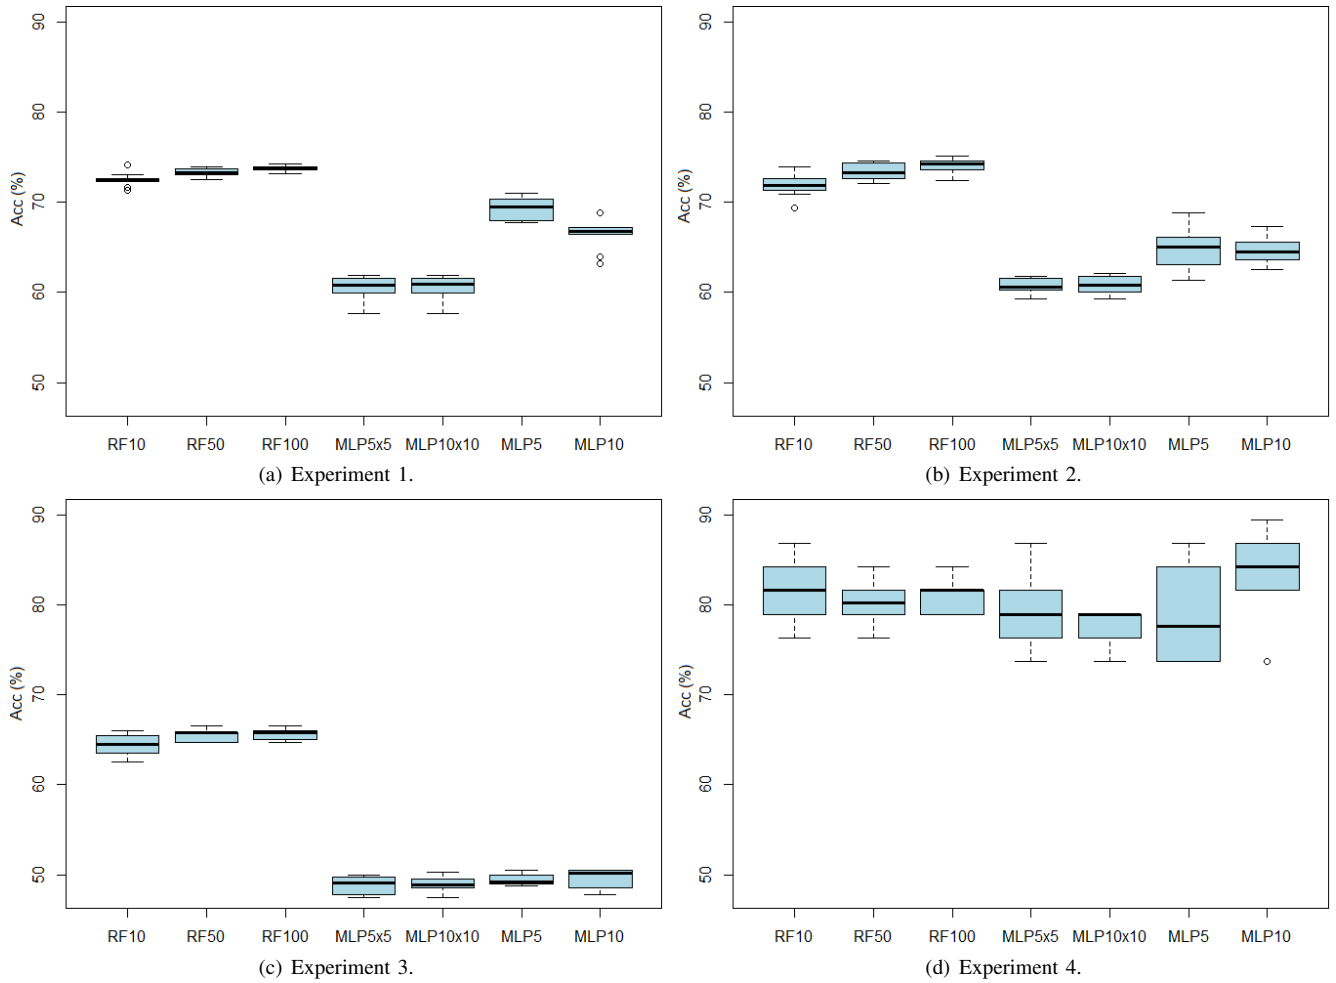 Acc (%)
90
80
70
60
50
RF10 RF50 RF100 MLP5x5 MLP10x10 MLP5 MLP10
(a) Experiment 1.
Acc (%)
90
80
70
60
50
RF10 RF50 RF100 MLP5x5 MLP10x10 MLP5 MLP10
(b) Experiment 2.
Acc (%)
90
80
70
60
50
RF10 RF50 RF100 MLP5x5 MLP10x10 MLP5 MLP10
(c) Experiment 3.
Acc (%)
90
80
70
60
50
RF10 RF50 RF100 MLP5x5 MLP10x10 MLP5 MLP10
(d) Experiment 4.